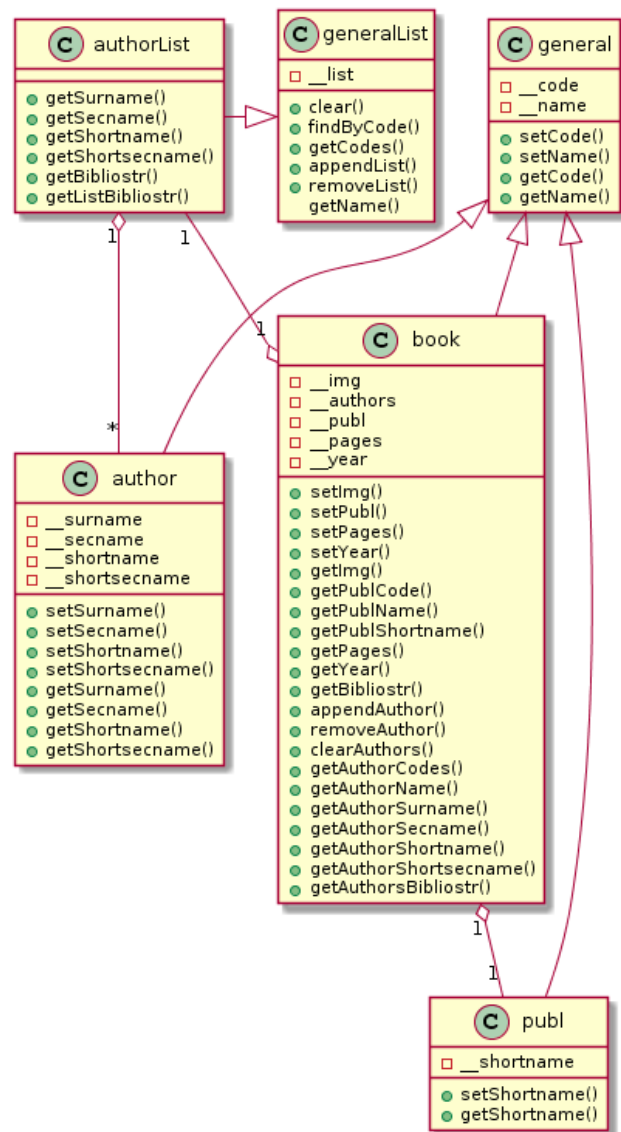 C authorList
getSurname()
getSecname()
getShortname()
getShortsecname()
getBibliostr()
getListBibliostr()
C generalList
__list
clear()
findByCode()
getCodes()
appendList()
removeList()
getName()
C general
__code
__name
setCode()
setName()
getCode()
getName()
1
1
1
*
C book
__img
__authors
__publ
__pages
__year
setImg()
setPubl()
setPages()
setYear()
getImg()
getPublCode()
getPublName()
getPublShortname()
getPages()
getYear()
getBibliostr()
appendAuthor()
removeAuthor()
clearAuthors()
getAuthorCodes()
getAuthorName()
getAuthorSurname()
getAuthorSecname()
getAuthorShortname()
getAuthorShortsecname()
getAuthorsBibliostr()
C author
__surname
__secname
__shortname
__shortsecname
setSurname()
setSecname()
setShortname()
setShortsecname()
getSurname()
getSecname()
getShortname()
getShortsecname()
1
1
C publ
__shortname
setShortname()
getShortname()